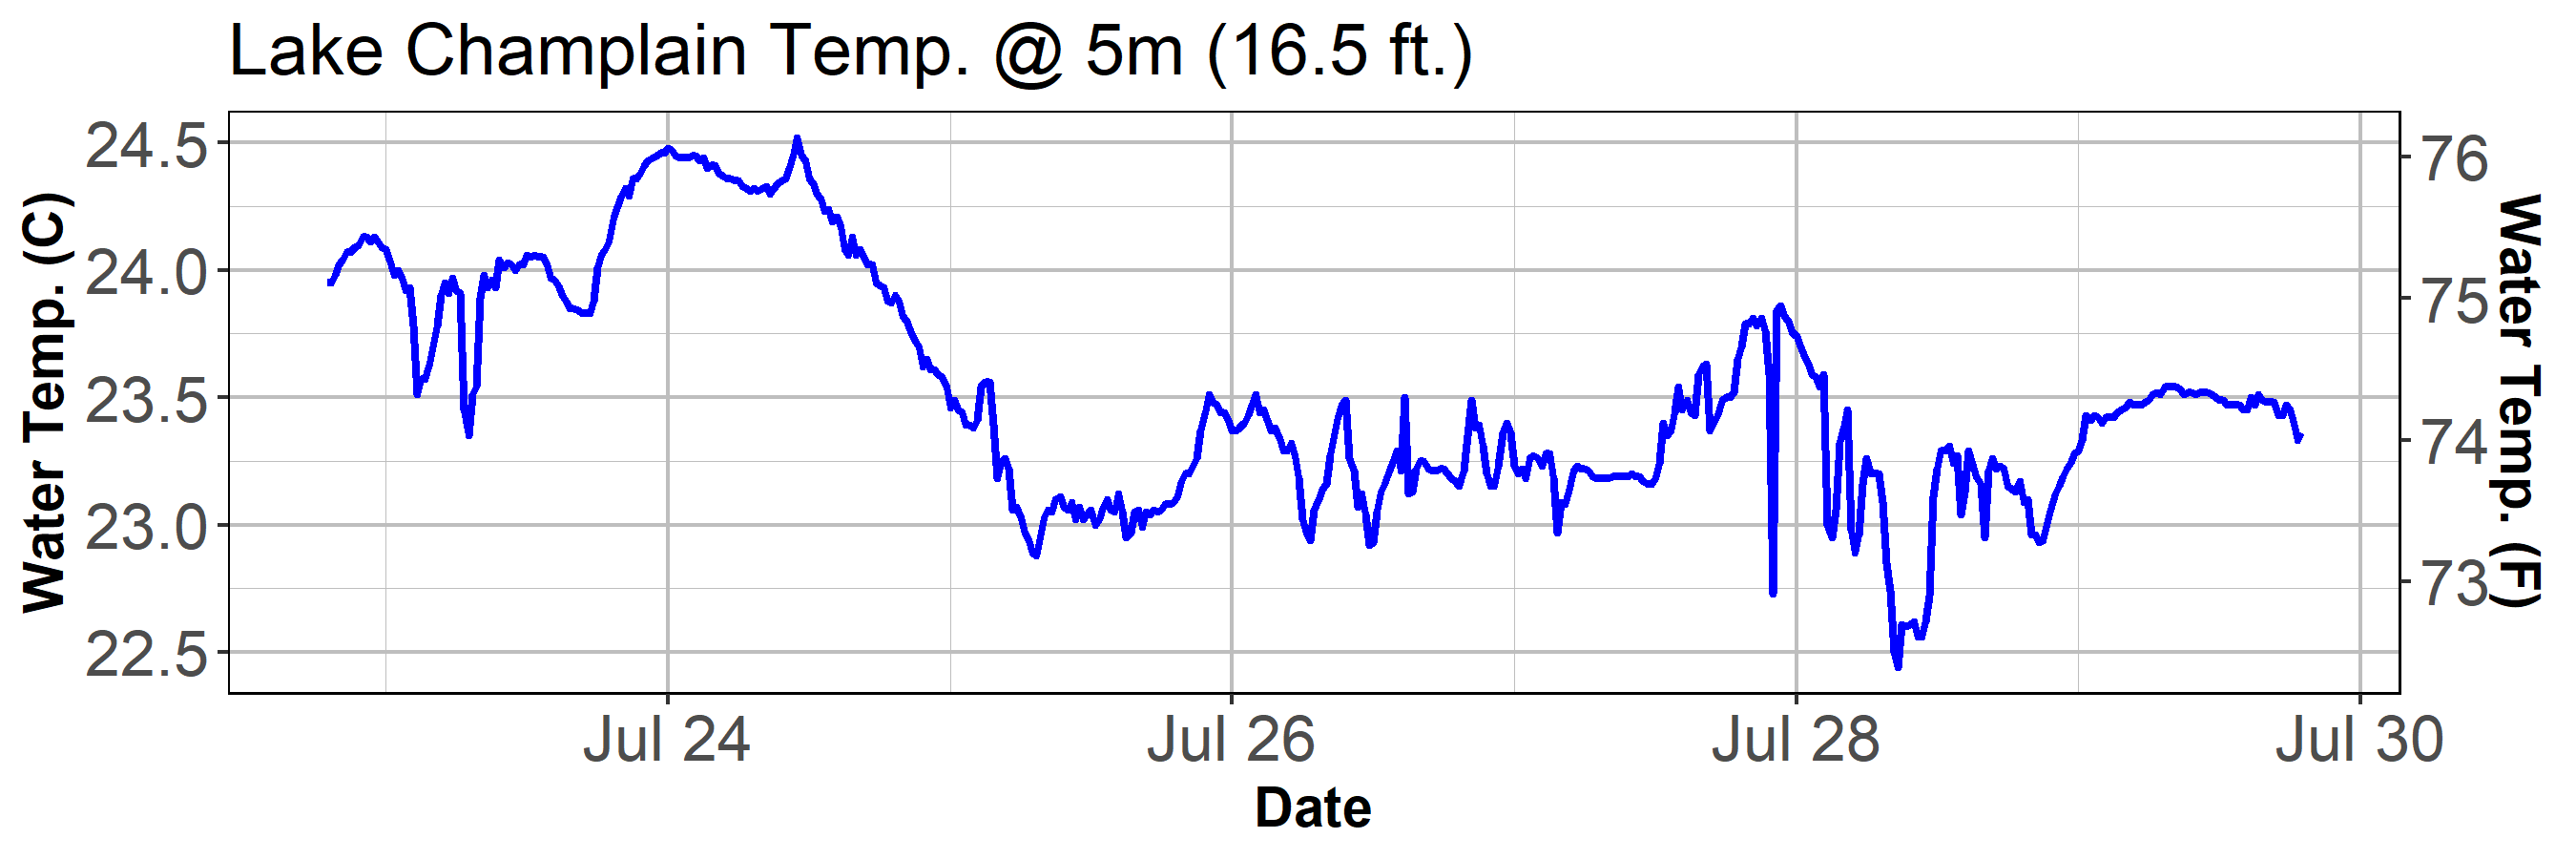 Lake Champlain Temp. @ 5m (16.5 ft.)
Water Temp. (C)
24.5
24.0
23.5
23.0
22.5
76
75
74
73
Water Temp. (F)
Jul 24 Jul 26 Jul 28 Jul 30
Date